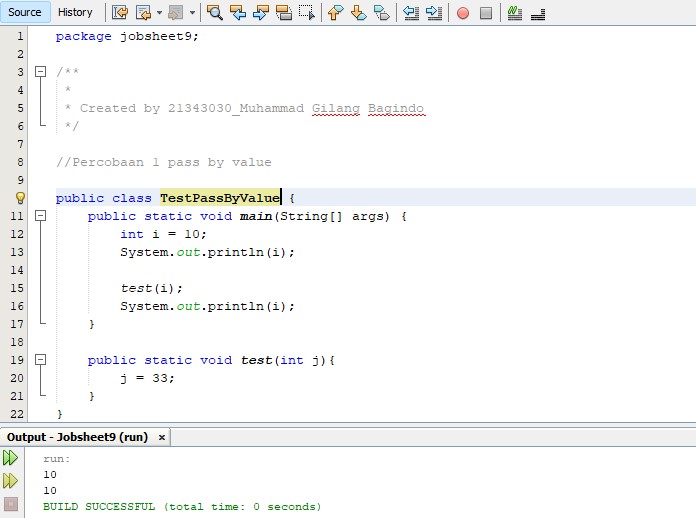 Source History
1 package jobsheet9;
2
3 /**
4 *
5 * Created by 21343030_Muhammad Gilang Bagindo
6 */
7
8 //Percobaan 1 pass by value
9
public class TestPassByValue {
11 public static void main(String[] args) {
12 int i = 10;
13 System.out.println(i);
14
15 test(i);
16 System.out.println(i);
17 }
18
19 public static void test(int j){
20 j = 33;
21 }
22 }
Output - Jobsheet9 (run) ×
run:
10
10
BUILD SUCCESSFUL (total time: 0 seconds)